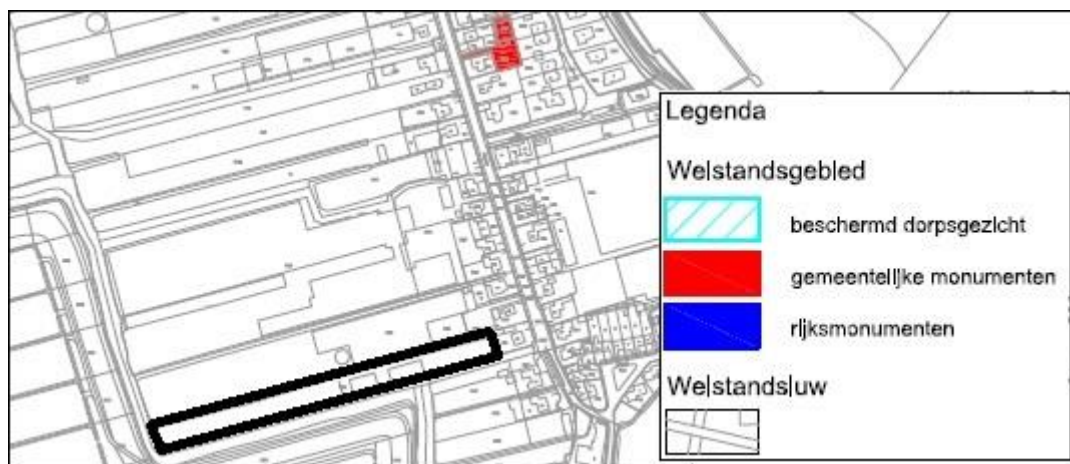 Legenda
Welstandsgebied
beschermd dorpsgezicht
gemeentelijke monumenten
rijksmonumenten
Welstandsluw